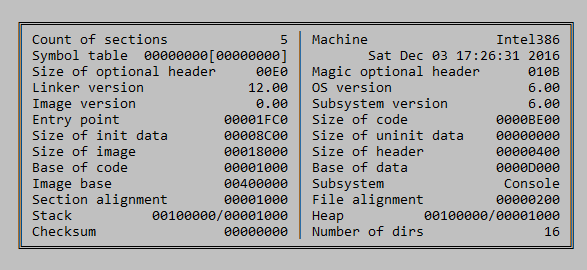 Count of sections 5 Machine Intel386
Symbol table 00000000[00000000] Sat Dec 03 17:26:31 2016
Size of optional header 00E0 Magic optional header 010B
Linker version 12.00 OS version 6.00
Image version 0.00 Subsystem version 6.00
Entry point 00001FC0 Size of code 0000BE00
Size of init data 00008C00 Size of uninit data 00000000
Size of image 00018000 Size of header 00000400
Base of code 00001000 Base of data 0000D000
Image base 00400000 Subsystem Console
Section alignment 00001000 File alignment 00000200
Stack 00100000/00001000 Heap 00100000/00001000
Checksum 00000000 Number of dirs 16